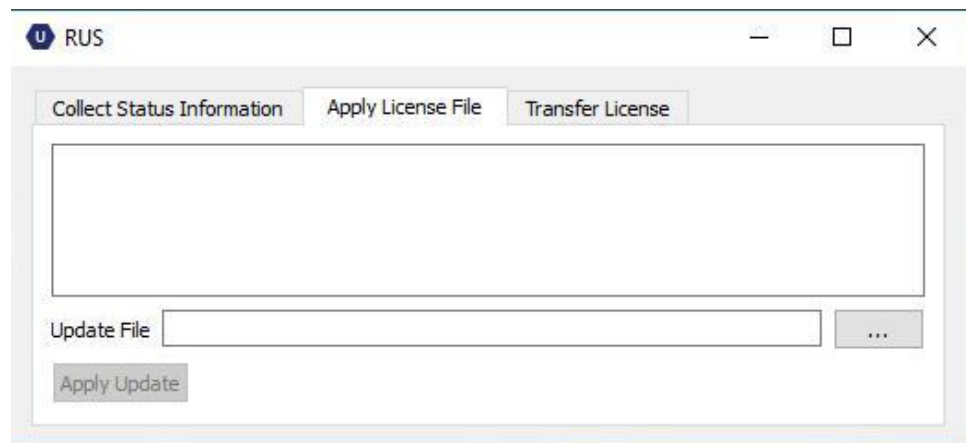 U RUS
Collect Status Information Apply License File Transfer License
Update File ...
Apply Update